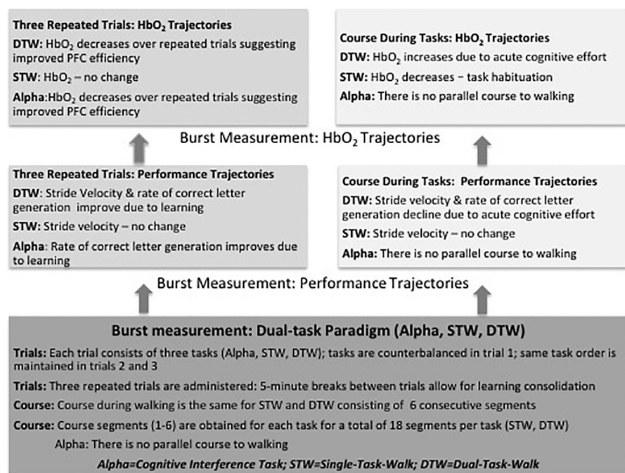 Three Repeated Trials: HbO2 Trajectories
DTW: HbO2 decreases over repeated trials suggesting
improved PFC efficiency
STW: HbO2 – no change
Alpha:HbO2 decreases over repeated trials suggesting
improved PFC efficiency
Course During Tasks: HbO2 Trajectories
DTW: HbO2 increases due to acute cognitive effort
STW: HbO2 decreases – task habituation
Alpha: There is no parallel course to walking
Burst Measurement: HbO2 Trajectories
Three Repeated Trials: Performance Trajectories
DTW: Stride Velocity & rate of correct letter
generation improve due to learning
STW: Stride velocity – no change
Alpha: Rate of correct letter generation improves due
to learning
Course During Tasks: Performance Trajectories
DTW: Stride velocity & rate of correct letter
generation decline due to acute cognitive effort
STW: Stride velocity – no change
Alpha: There is no parallel course to walking
Burst Measurement: Performance Trajectories
Burst measurement: Dual-task Paradigm (Alpha, STW, DTW)
Trials: Each trial consists of three tasks (Alpha, STW, DTW); tasks are counterbalanced in trial 1; same task order is
maintained in trials 2 and 3
Trials: Three repeated trials are administered: 5-minute breaks between trials allow for learning consolidation
Course: Course during walking is the same for STW and DTW consisting of 6 consecutive segments
Course: Course segments (1-6) are obtained for each task for a total of 18 segments per task (STW, DTW)
Alpha: There is no parallel course to walking
Alpha=Cognitive Interference Task; STW=Single-Task-Walk; DTW=Dual-Task-Walk